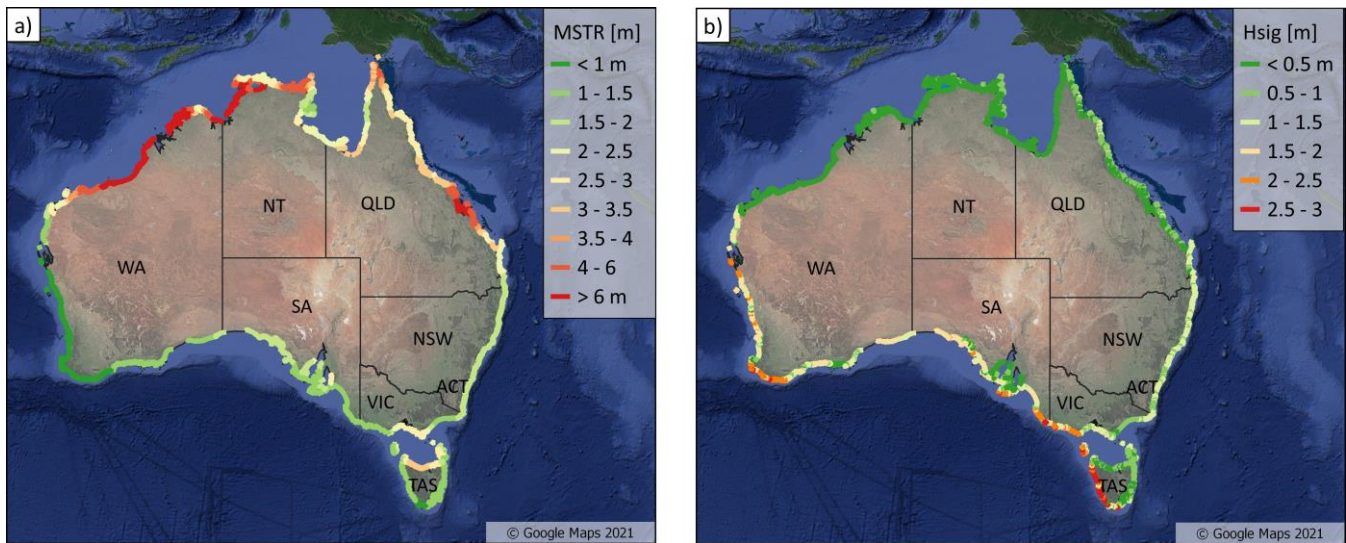 a)
MSTR [m]
< 1 m
1 - 1.5
1.5 - 2
2 - 2.5
2.5 - 3
3 - 3.5
3.5 - 4
4 - 6
> 6 m
NT
QLD
WA
SA
NSW
ACT
VIC
TAS
© Google Maps 2021
b)
Hsig [m]
< 0.5 m
0.5 - 1
1 - 1.5
1.5 - 2
2 - 2.5
2.5 - 3
NT
QLD
WA
SA
NSW
ACT
VIC
TAS
© Google Maps 2021